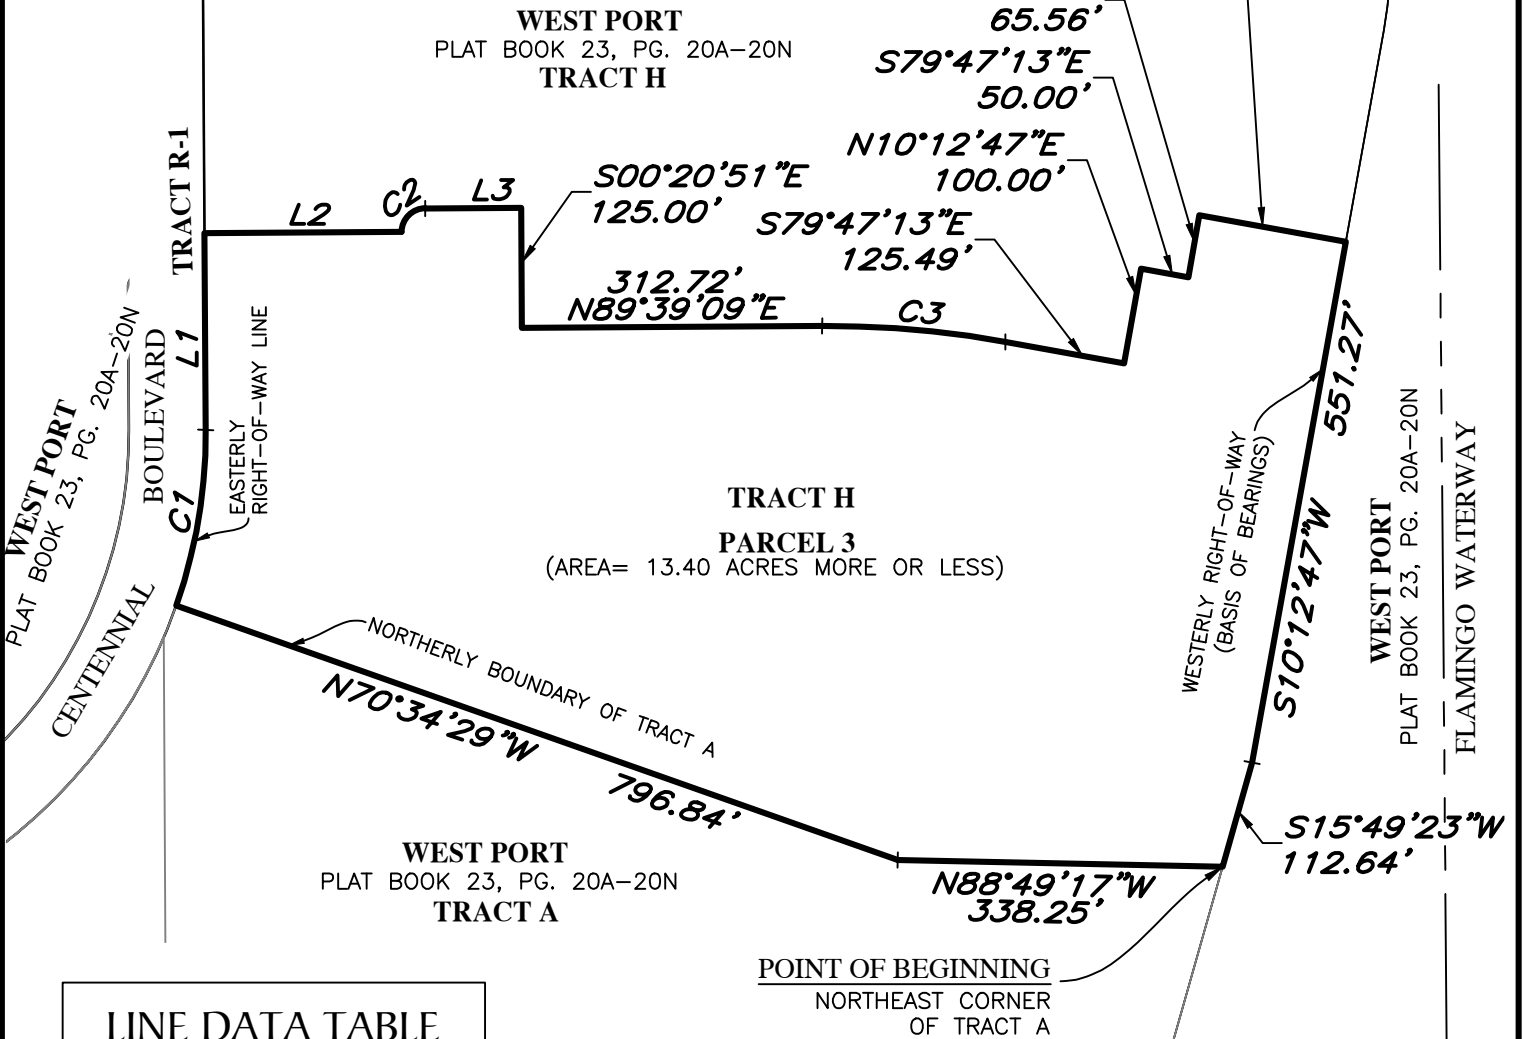 WEST PORT
PLAT BOOK 23, PG. 20A-20N
TRACT H
65.56'
S79°47'13"E
50.00'
N10°12'47"E
100.00'
S79°47'13"E
125.49'
S00°20'51"E
125.00'
TRACT R-1
L2
C2
L3
312.72'
N89°39'09"E
C3
L1
C1
BOULEVARD
CENTENNIAL
EASTERLY
RIGHT-OF-WAY LINE
WEST PORT
PLAT BOOK 23, PG. 20A-20N
TRACT H
PARCEL 3
(AREA= 13.40 ACRES MORE OR LESS)
551.27'
S10°12'47"W
WESTERLY RIGHT-OF-WAY
(BASIS OF BEARINGS)
WEST PORT
PLAT BOOK 23, PG. 20A-20N
FLAMINGO WATERWAY
NORTHERLY BOUNDARY OF TRACT A
N70°34'29"W
796.84'
S15°49'23"W
112.64'
N88°49'17"W
338.25'
WEST PORT
PLAT BOOK 23, PG. 20A-20N
TRACT A
POINT OF BEGINNING
NORTHEAST CORNER
OF TRACT A
LINE DATA TABLE